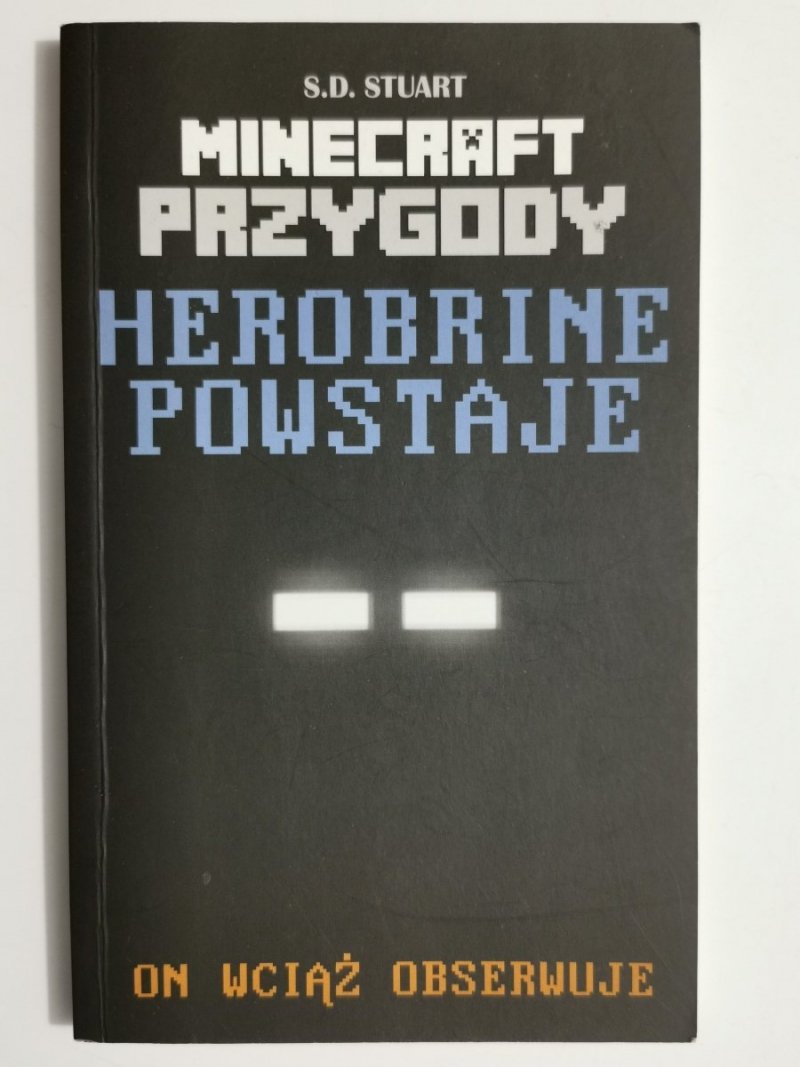 S.D. STUART
MINECRAFT
PRZYGODY
HEROBRINE
POWSTAJE
ON WCIĄŻ OBSERWUJE